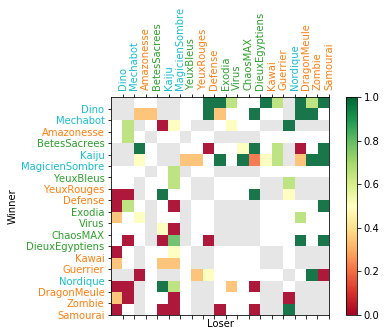 Dino
Mechabot
Amazonesse
BetesSacrees
Kaiju
MagicienSombre
YeuxBleus
YeuxRouges
Defense
Exodia
Virus
ChaosMAX
DieuxEgyptiens
Kawai
Guerrier
Nordique
DragonMeule
Zombie
Samourai
Winner
Dino
Mechabot
Amazonesse
BetesSacrees
Kaiju
MagicienSombre
YeuxBleus
YeuxRouges
Defense
Exodia
Virus
ChaosMAX
DieuxEgyptiens
Kawai
Guerrier
Nordique
DragonMeule
Zombie
Samourai
Loser
1.0
0.8
0.6
0.4
0.2
0.0